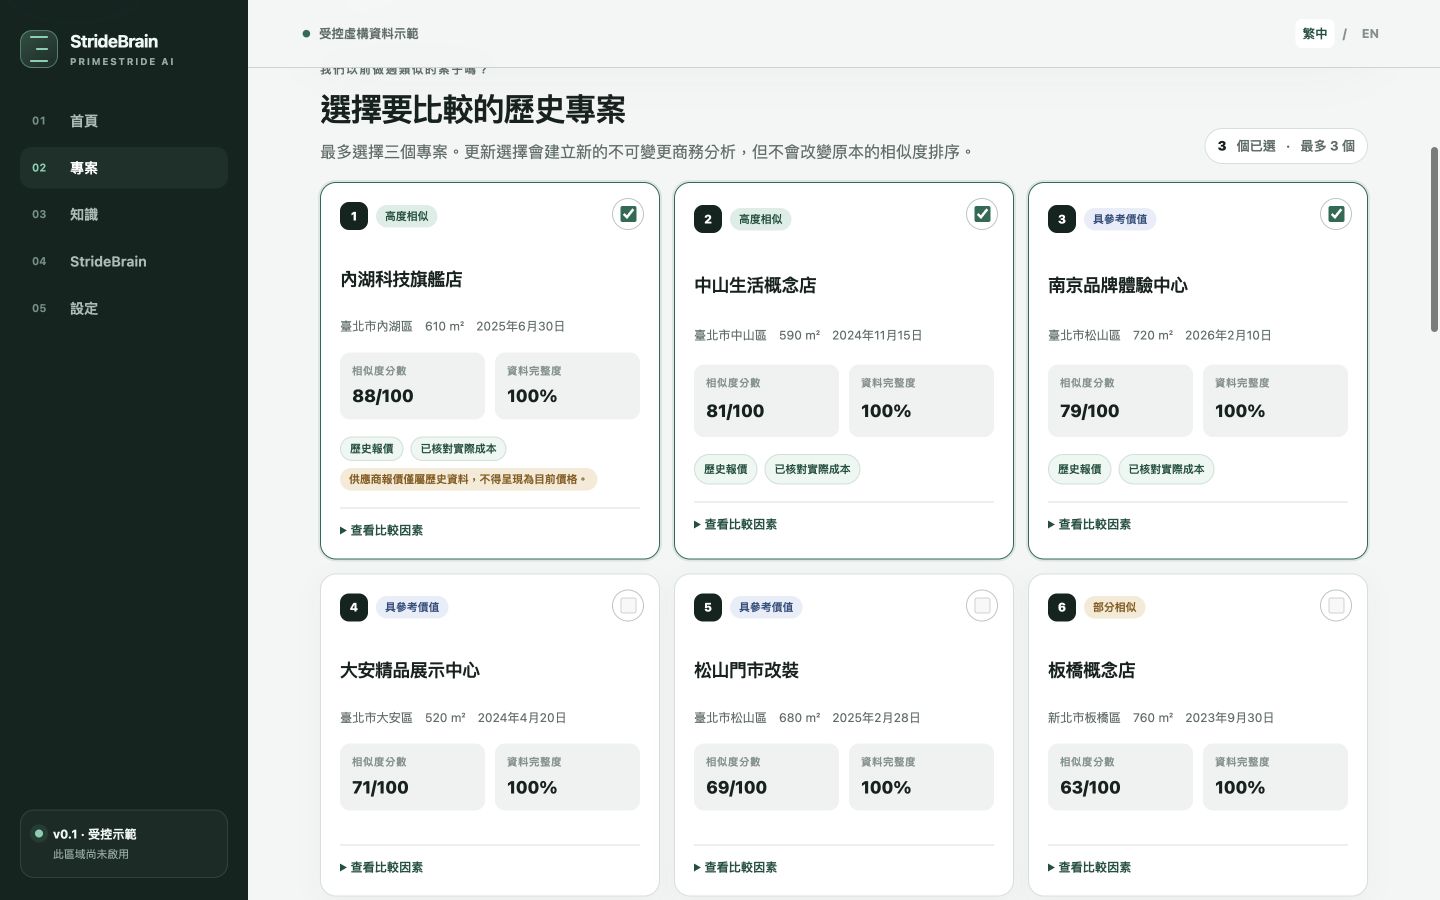 StrideBrain
PRIMESTRIDE AI
01 首頁
02 專案
03 知識
04 StrideBrain
05 設定
v0.1 · 受控示範
此區域尚未啟用
受控虛構資料示範
繁中 / EN
我們以前做過類似的案子嗎？
選擇要比較的歷史專案
最多選擇三個專案。更新選擇會建立新的不可變更商務分析，但不會改變原本的相似度排序。
3 個已選 · 最多 3 個
1 高度相似
內湖科技旗艦店
臺北市內湖區 610 m² 2025年6月30日
相似度分數
88/100
資料完整度
100%
歷史報價 已核對實際成本
供應商報價僅屬歷史資料，不得呈現為目前價格。
▶ 查看比較因素
2 高度相似
中山生活概念店
臺北市中山區 590 m² 2024年11月15日
相似度分數
81/100
資料完整度
100%
歷史報價 已核對實際成本
▶ 查看比較因素
3 具參考價值
南京品牌體驗中心
臺北市松山區 720 m² 2026年2月10日
相似度分數
79/100
資料完整度
100%
歷史報價 已核對實際成本
▶ 查看比較因素
4 具參考價值
大安精品展示中心
臺北市大安區 520 m² 2024年4月20日
相似度分數
71/100
資料完整度
100%
▶ 查看比較因素
5 具參考價值
松山門市改裝
臺北市松山區 680 m² 2025年2月28日
相似度分數
69/100
資料完整度
100%
▶ 查看比較因素
6 部分相似
板橋概念店
新北市板橋區 760 m² 2023年9月30日
相似度分數
63/100
資料完整度
100%
▶ 查看比較因素